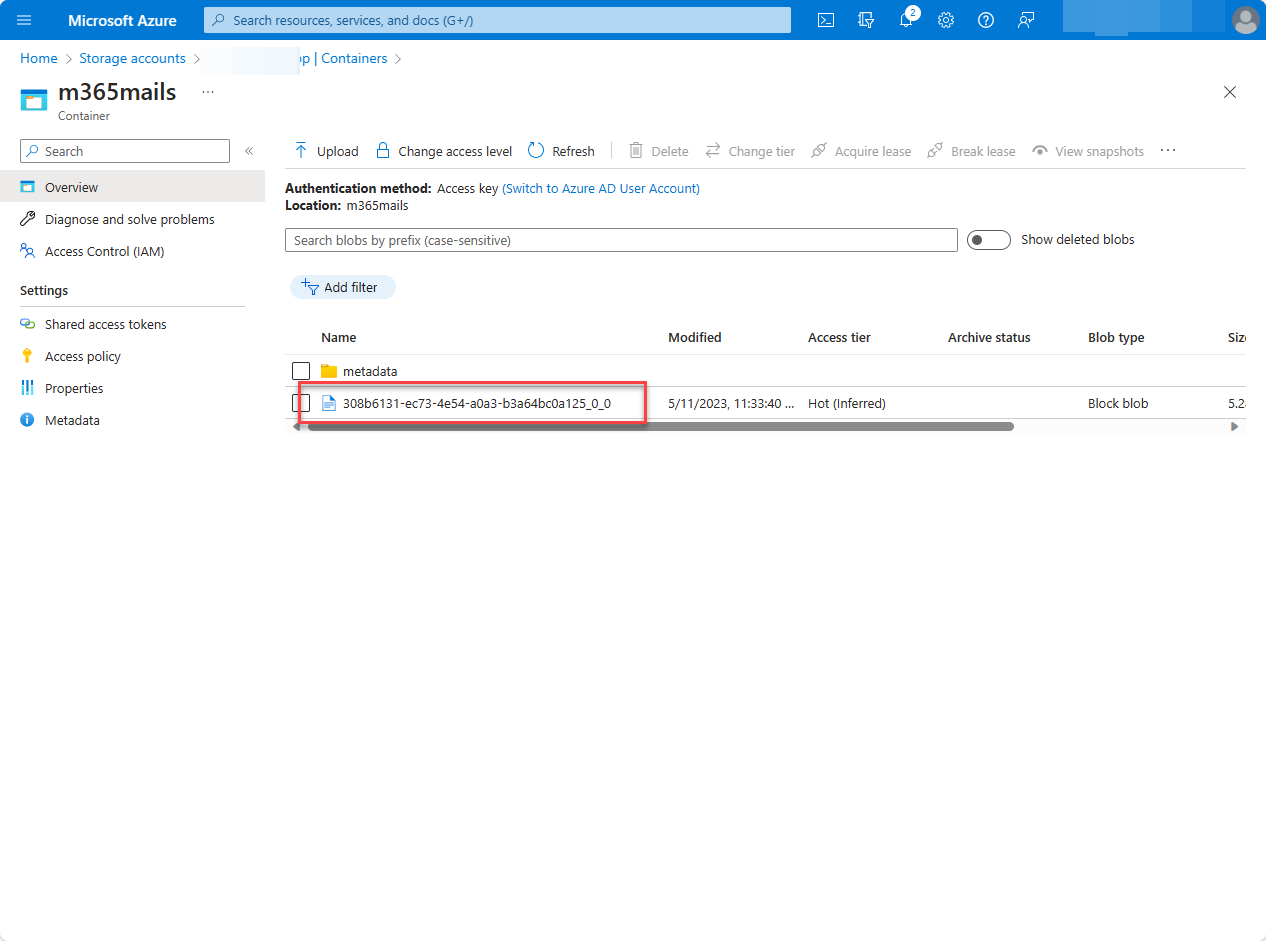 Microsoft Azure
Search resources, services, and docs (G+/)
2
Home > Storage accounts > p | Containers >
m365mails ...
Container
Search «
Upload Change access level Refresh Delete Change tier Acquire lease Break lease View snapshots ...
Overview
Diagnose and solve problems
Access Control (IAM)
Settings
Shared access tokens
Access policy
Properties
Metadata
Authentication method: Access key (Switch to Azure AD User Account)
Location: m365mails
Search blobs by prefix (case-sensitive)
Show deleted blobs
Add filter
Name Modified Access tier Archive status Blob type Siz
metadata
308b6131-ec73-4e54-a0a3-b3a64bc0a125_0_0 5/11/2023, 11:33:40 ... Hot (Inferred) Block blob 5.2